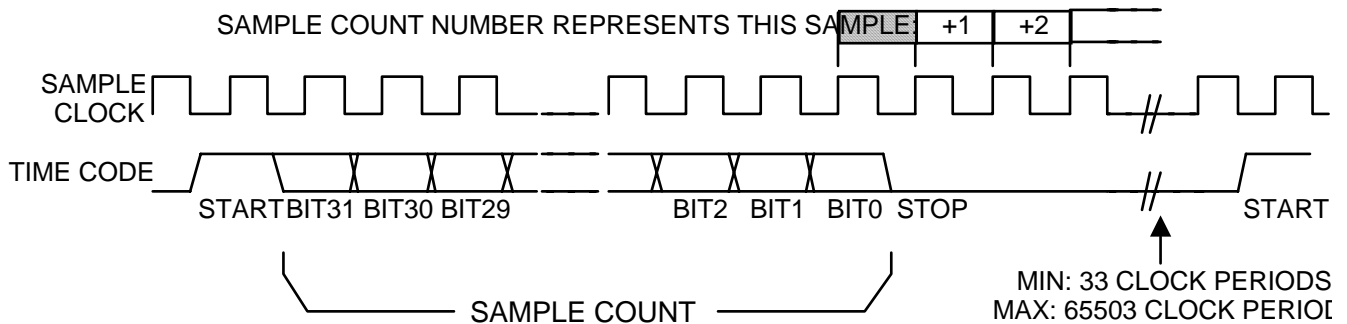 SAMPLE COUNT NUMBER REPRESENTS THIS SAMPLE: +1 +2
SAMPLE
CLOCK
TIME CODE
START BIT31 BIT30 BIT29 BIT2 BIT1 BIT0 STOP START
MIN: 33 CLOCK PERIODS
SAMPLE COUNT MAX: 65503 CLOCK PERIOD